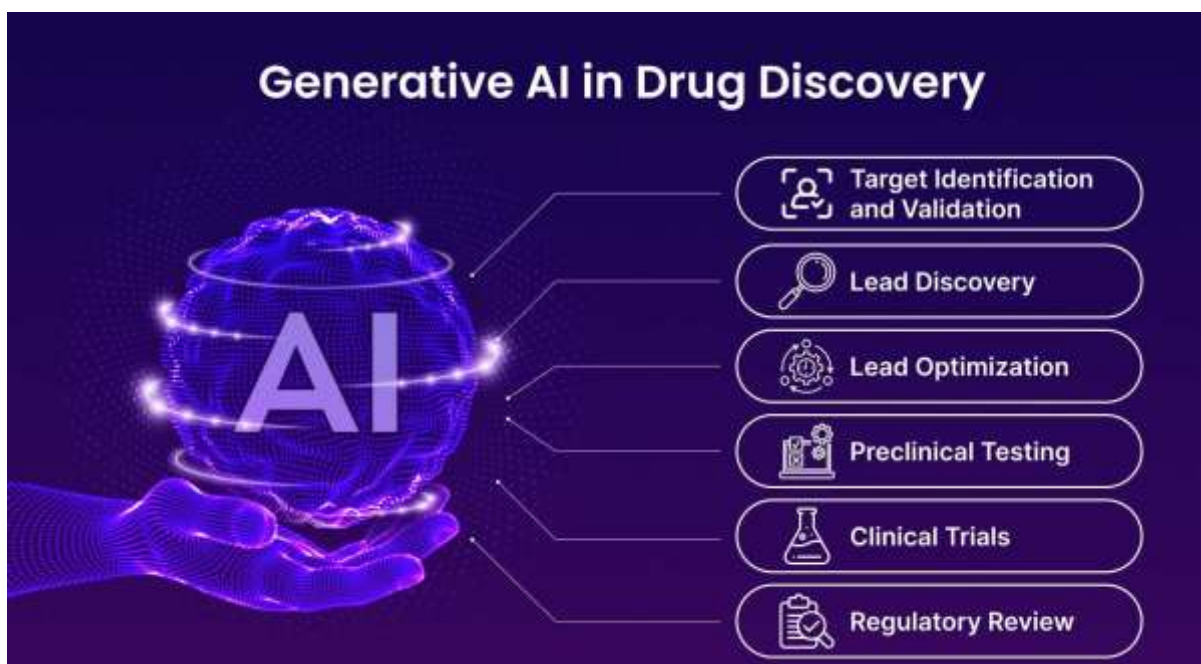 Generative AI in Drug Discovery
AI
Target Identification
and Validation
Lead Discovery
Lead Optimization
Preclinical Testing
Clinical Trials
Regulatory Review